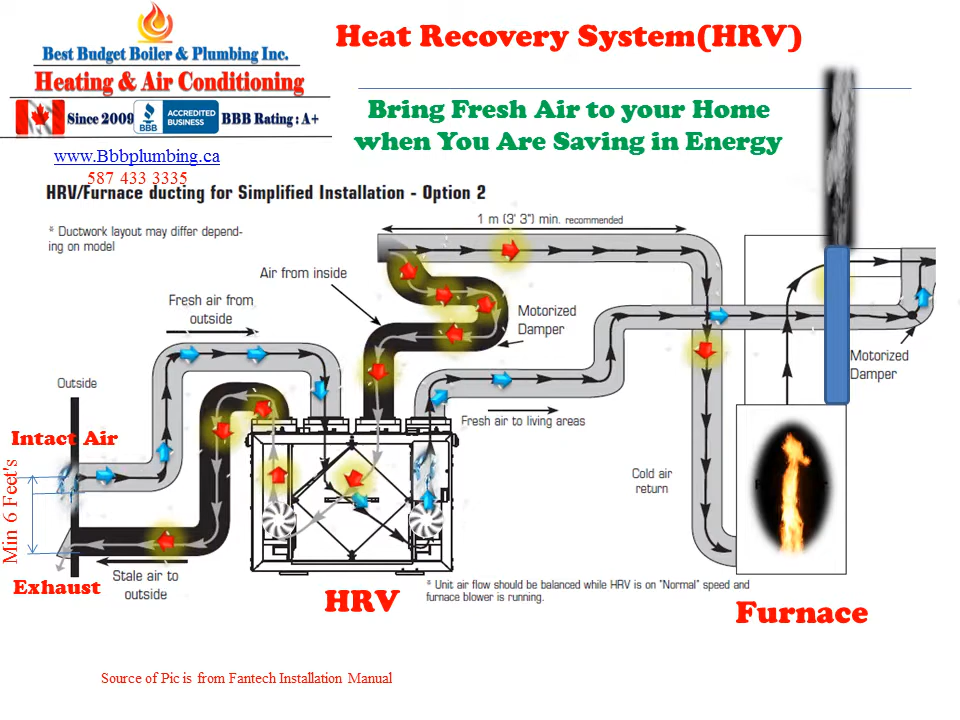 Best Budget Boiler & Plumbing Inc.
Heating & Air Conditioning
Since 2009
BBB
ACCREDITED
BUSINESS
BBB Rating : A+
www.Bbbplumbing.ca
587 433 3335
Heat Recovery System(HRV)
Bring Fresh Air to your Home
when You Are Saving in Energy
HRV/Furnace ducting for Simplified Installation - Option 2
* Ductwork layout may differ depend-
ing on model
1 m (3' 3") min. recommended
Air from inside
Fresh air from
outside
Motorized
Damper
Outside
Motorized
Damper
Intact Air
Fresh air to living areas
Min 6 Feet's
Cold air
return
Exhaust
Stale air to
outside
* Unit air flow should be balanced while HRV is on "Normal" speed and
furnace blower is running.
HRV
Furnace
Source of Pic is from Fantech Installation Manual